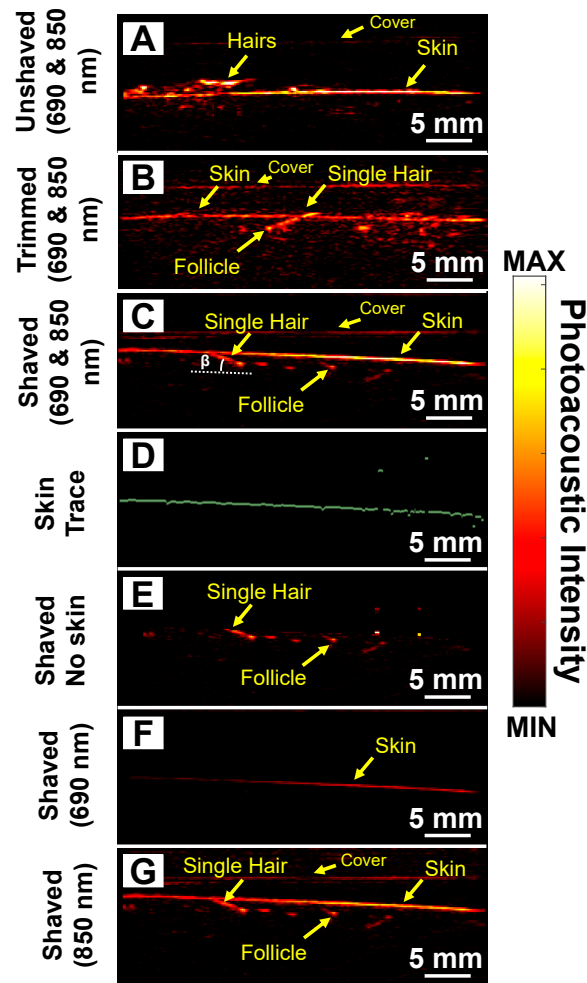 Unshaved
(690 & 850
nm)
A
Cover
Hairs
Skin
5 mm
Trimmed
(690 & 850
nm)
B
Skin
Cover
Single Hair
Follicle
5 mm
Shaved
(690 & 850
nm)
C
Cover
Single Hair
Skin
β
Follicle
5 mm
Skin
Trace
D
5 mm
Shaved
No skin
E
Single Hair
Follicle
5 mm
Shaved
(690 nm)
F
Skin
5 mm
Shaved
(850 nm)
G
Single Hair
Cover
Skin
Follicle
5 mm
MAX
Photoacoustic Intensity
MIN